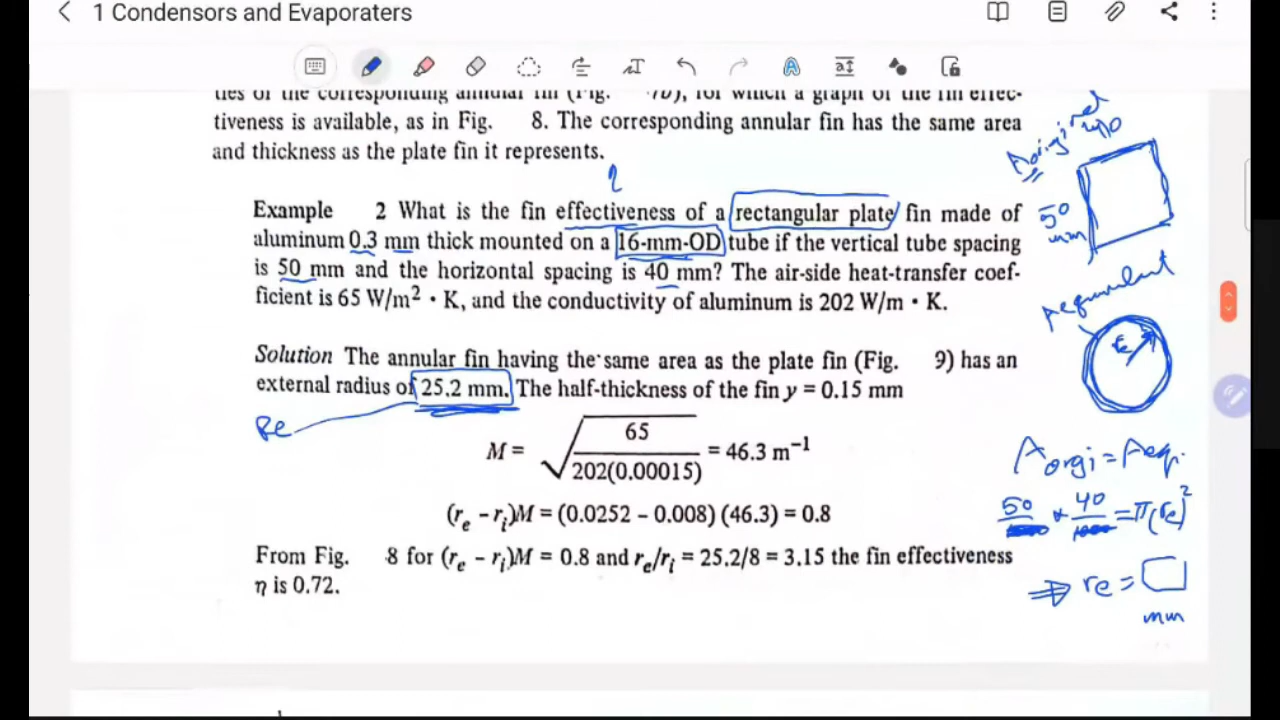 1 Condensors and Evaporaters
ties of the corresponding annular fin (Fig. 7b), for which a graph of the fin effec-
tiveness is available, as in Fig. 8. The corresponding annular fin has the same area
and thickness as the plate fin it represents.
η
Example 2 What is the fin effectiveness of a rectangular plate fin made of
aluminum 0.3 mm thick mounted on a 16-mm-OD tube if the vertical tube spacing
is 50 mm and the horizontal spacing is 40 mm? The air-side heat-transfer coef-
ficient is 65 W/m² • K, and the conductivity of aluminum is 202 W/m • K.
Solution The annular fin having the same area as the plate fin (Fig. 9) has an
external radius of 25.2 mm. The half-thickness of the fin y = 0.15 mm
Re
M = √65/202(0.00015) = 46.3 m⁻¹
(rₑ - rᵢ)M = (0.0252 - 0.008) (46.3) = 0.8
From Fig. 8 for (rₑ - rᵢ)M = 0.8 and rₑ/rᵢ = 25.2/8 = 3.15 the fin effectiveness
η is 0.72.
Aoriginal
40
50
mm
Aequivalent
re
Aorgi = Aeq.
50 * 40 = π(re)²
⇒ re = □
mm